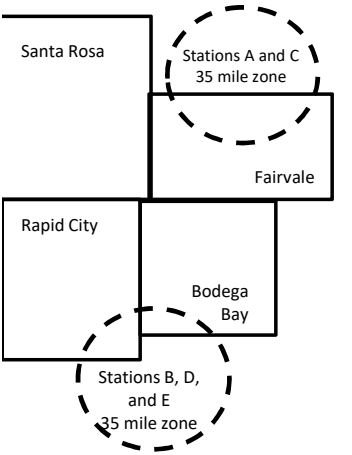 Santa Rosa
Stations A and C
35 mile zone
Fairvale
Rapid City
Bodega
Bay
Stations B, D,
and E
35 mile zone